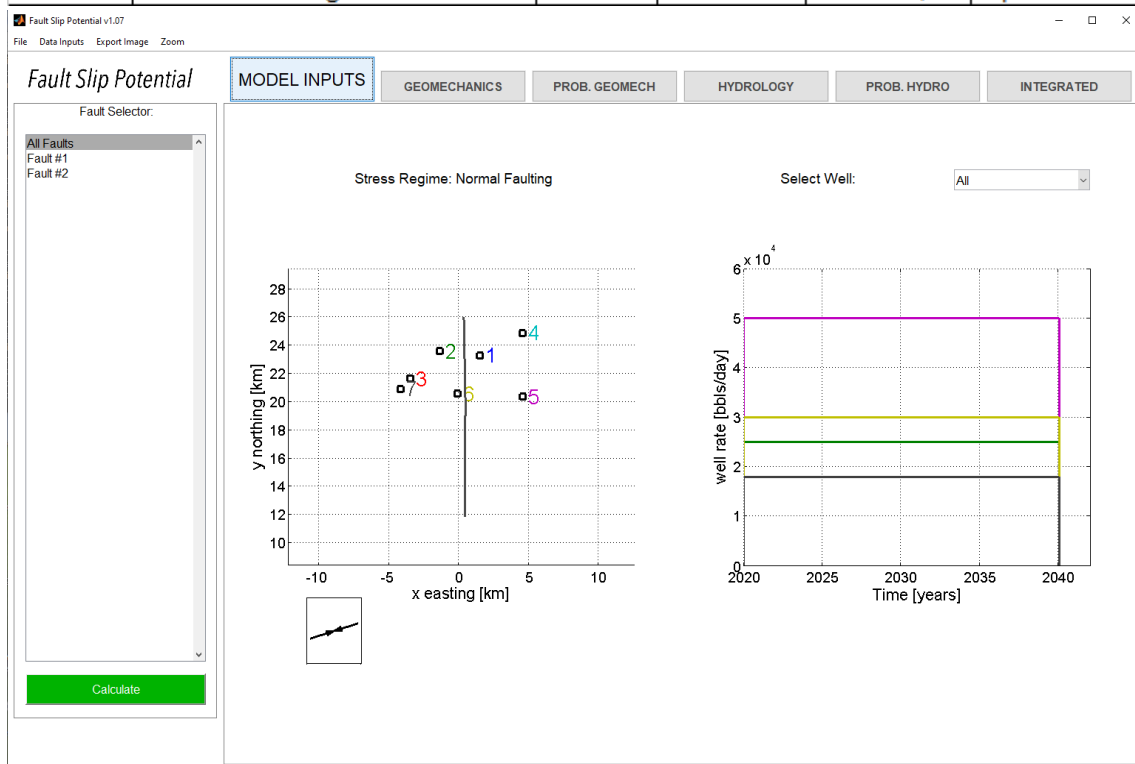 Fault Slip Potential v1.07
File Data Inputs Export Image Zoom
Fault Slip Potential
MODEL INPUTS
GEOMECHANICS
PROB. GEOMECH
HYDROLOGY
PROB. HYDRO
INTEGRATED
Fault Selector:
All Faults
Fault #1
Fault #2
Calculate
Stress Regime: Normal Faulting
Select Well:
All
28
26
24
22
20
18
16
14
12
10
y northing [km]
4
2
1
3
6
5
-10 -5 0 5 10
x easting [km]
x 10^4
6
5
4
3
2
1
0
well rate [bbls/day]
2020 2025 2030 2035 2040
Time [years]